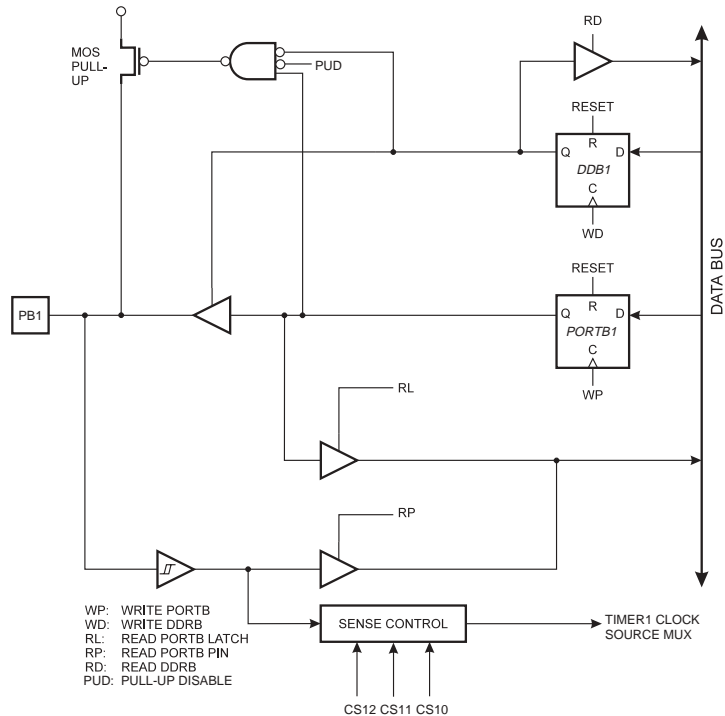 RD
MOS
PULL-
UP
PUD
RESET
R
Q
D
DDB1
C
WD
DATA BUS
RESET
R
PB1
Q
D
PORTB1
C
WP
RL
RP
WP: WRITE PORTB
WD: WRITE DDRB
RL: READ PORTB LATCH
RP: READ PORTB PIN
RD: READ DDRB
PUD: PULL-UP DISABLE
SENSE CONTROL
TIMER1 CLOCK
SOURCE MUX
CS12 CS11 CS10